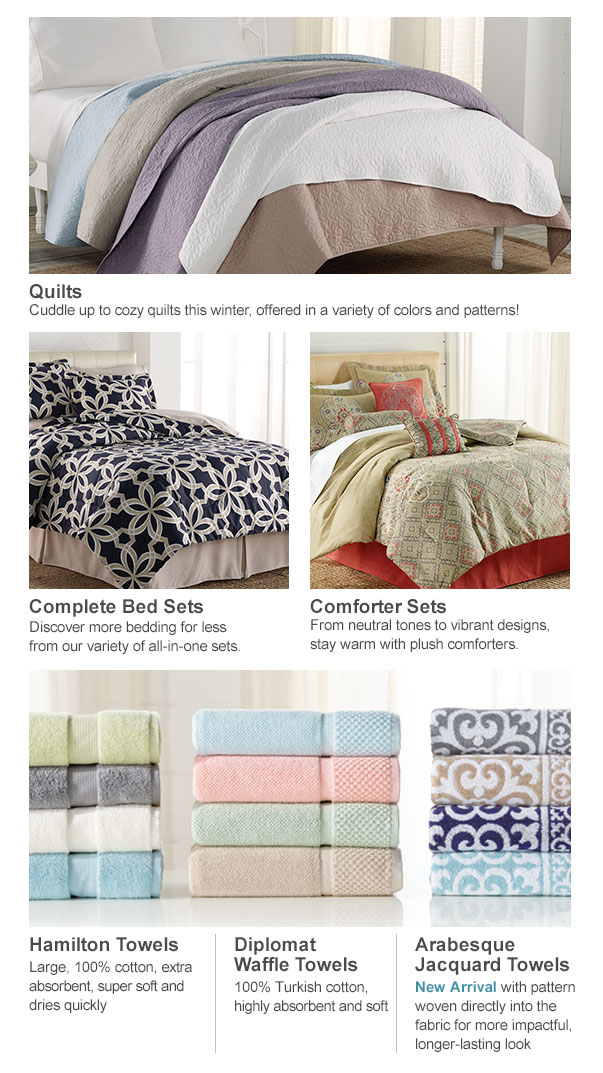 Quilts
Cuddle up to cozy quilts this winter, offered in a variety of colors and patterns!
Complete Bed Sets
Discover more bedding for less
from our variety of all-in-one sets.
Comforter Sets
From neutral tones to vibrant designs,
stay warm with plush comforters.
Hamilton Towels
Large, 100% cotton, extra
absorbent, super soft and
dries quickly
Diplomat
Waffle Towels
100% Turkish cotton,
highly absorbent and soft
Arabesque
Jacquard Towels
New Arrival with pattern
woven directly into the
fabric for more impactful,
longer-lasting look